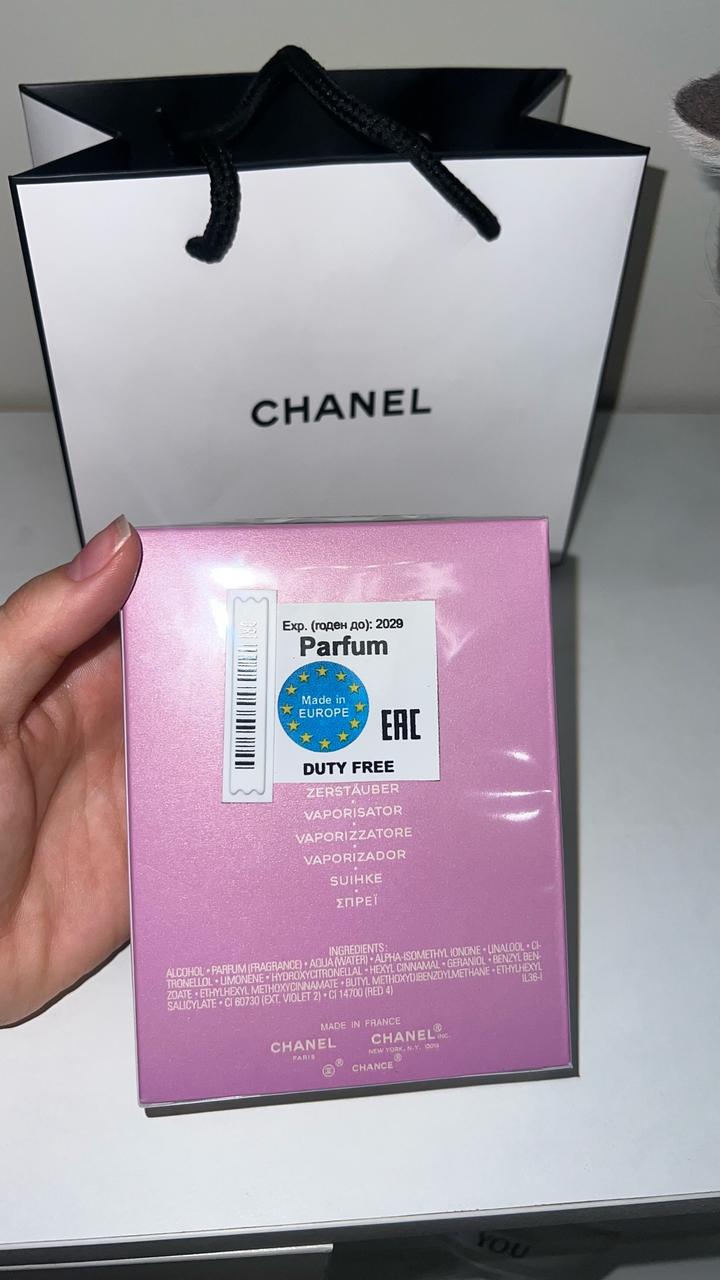 CHANEL
Exp. (годен до): 2029
Parfum
Made in
EUROPE
EAC
DUTY FREE
ZERSTÄUBER
VAPORISATOR
VAPORIZZATORE
VAPORIZADOR
SUIHKE
ΣΠΡΕΪ
INGREDIENTS:
ALCOHOL • PARFUM (FRAGRANCE) • AQUA (WATER) • ALPHA-ISOMETHYL IONONE • LINALOOL • CI-
TRONELLOL • LIMONENE • HYDROXYCITRONELLAL • HEXYL CINNAMAL • GERANIOL • BENZYL BEN-
ZOATE • ETHYLHEXYL METHOXYCINNAMATE • BUTYL METHOXYDIBENZOYLMETHANE • ETHYLHEXYL
SALICYLATE • CI 60730 (EXT. VIOLET 2) • CI 14700 (RED 4) IL36-I
MADE IN FRANCE
CHANEL CHANEL® INC.
PARIS NEW YORK, N.Y.
® CHANCE®
YOU